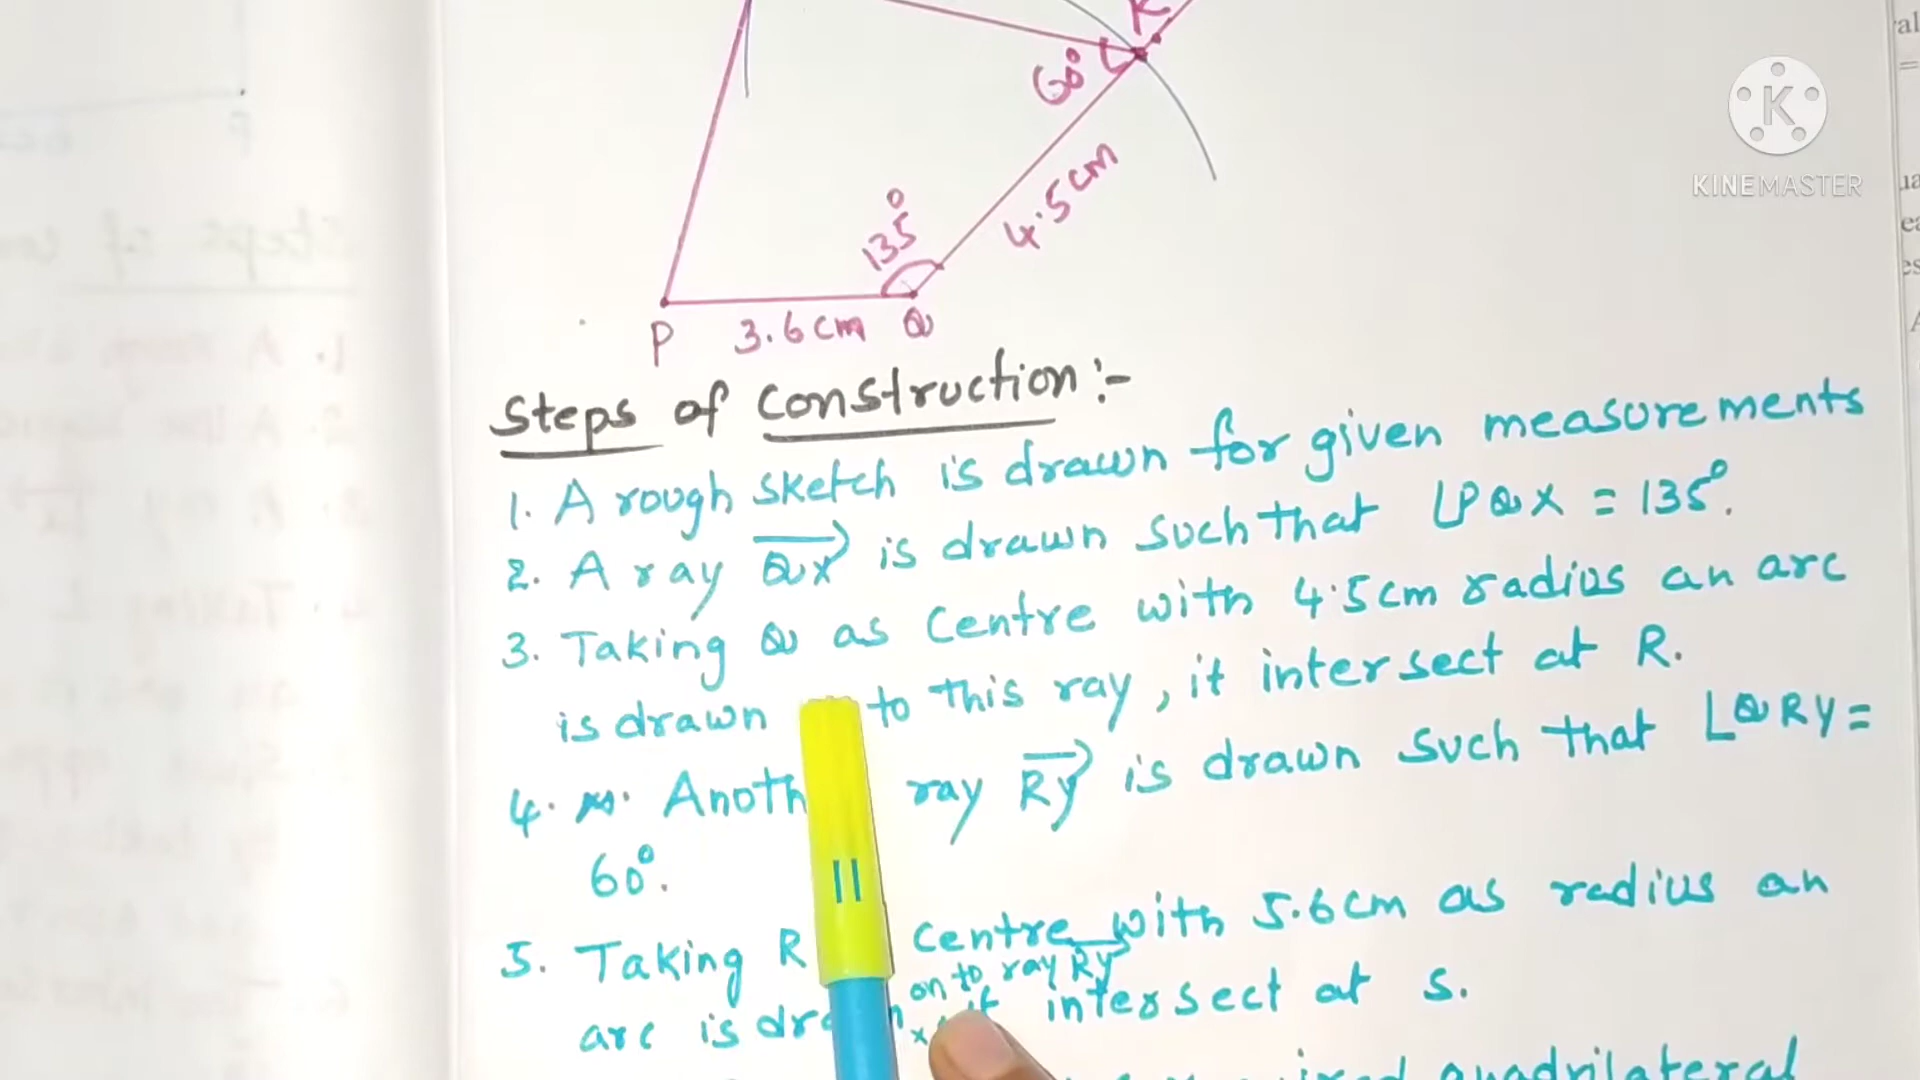 60°
4.5cm
135°
P 3.6cm Q
Steps of Construction:-
1. A rough sketch is drawn for given measurements
2. A ray QX is drawn such that ∠PQX = 135°.
3. Taking Q as Centre with 4.5cm radius an arc
is drawn to this ray, it intersect at R.
4. Anoth ray RY is drawn such that ∠QRY =
60°.
5. Taking R Centre with 5.6cm as radius an
on to ray RY
arc is intersect at S.
quadrilateral
K
KINEMASTER